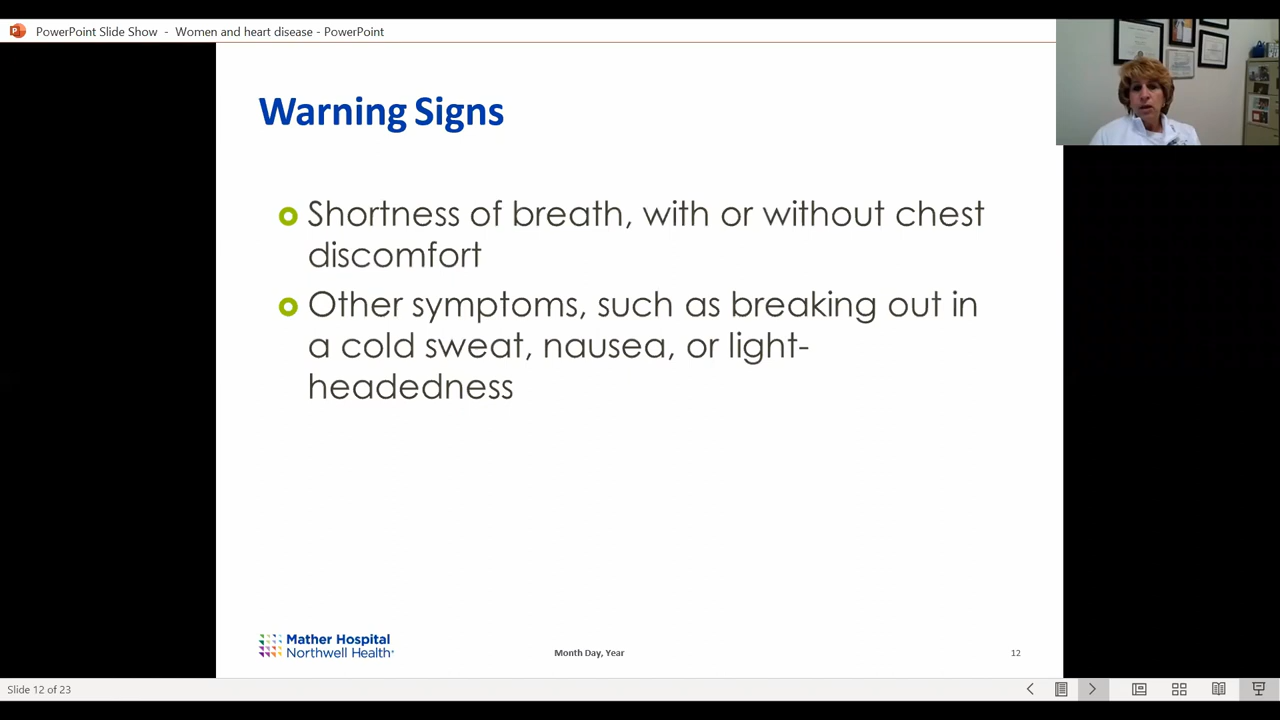 PowerPoint Slide Show - Women and heart disease - PowerPoint
Warning Signs
Shortness of breath, with or without chest
discomfort
Other symptoms, such as breaking out in
a cold sweat, nausea, or light-
headedness
Mather Hospital
Northwell Health
Month Day, Year
12
Slide 12 of 23